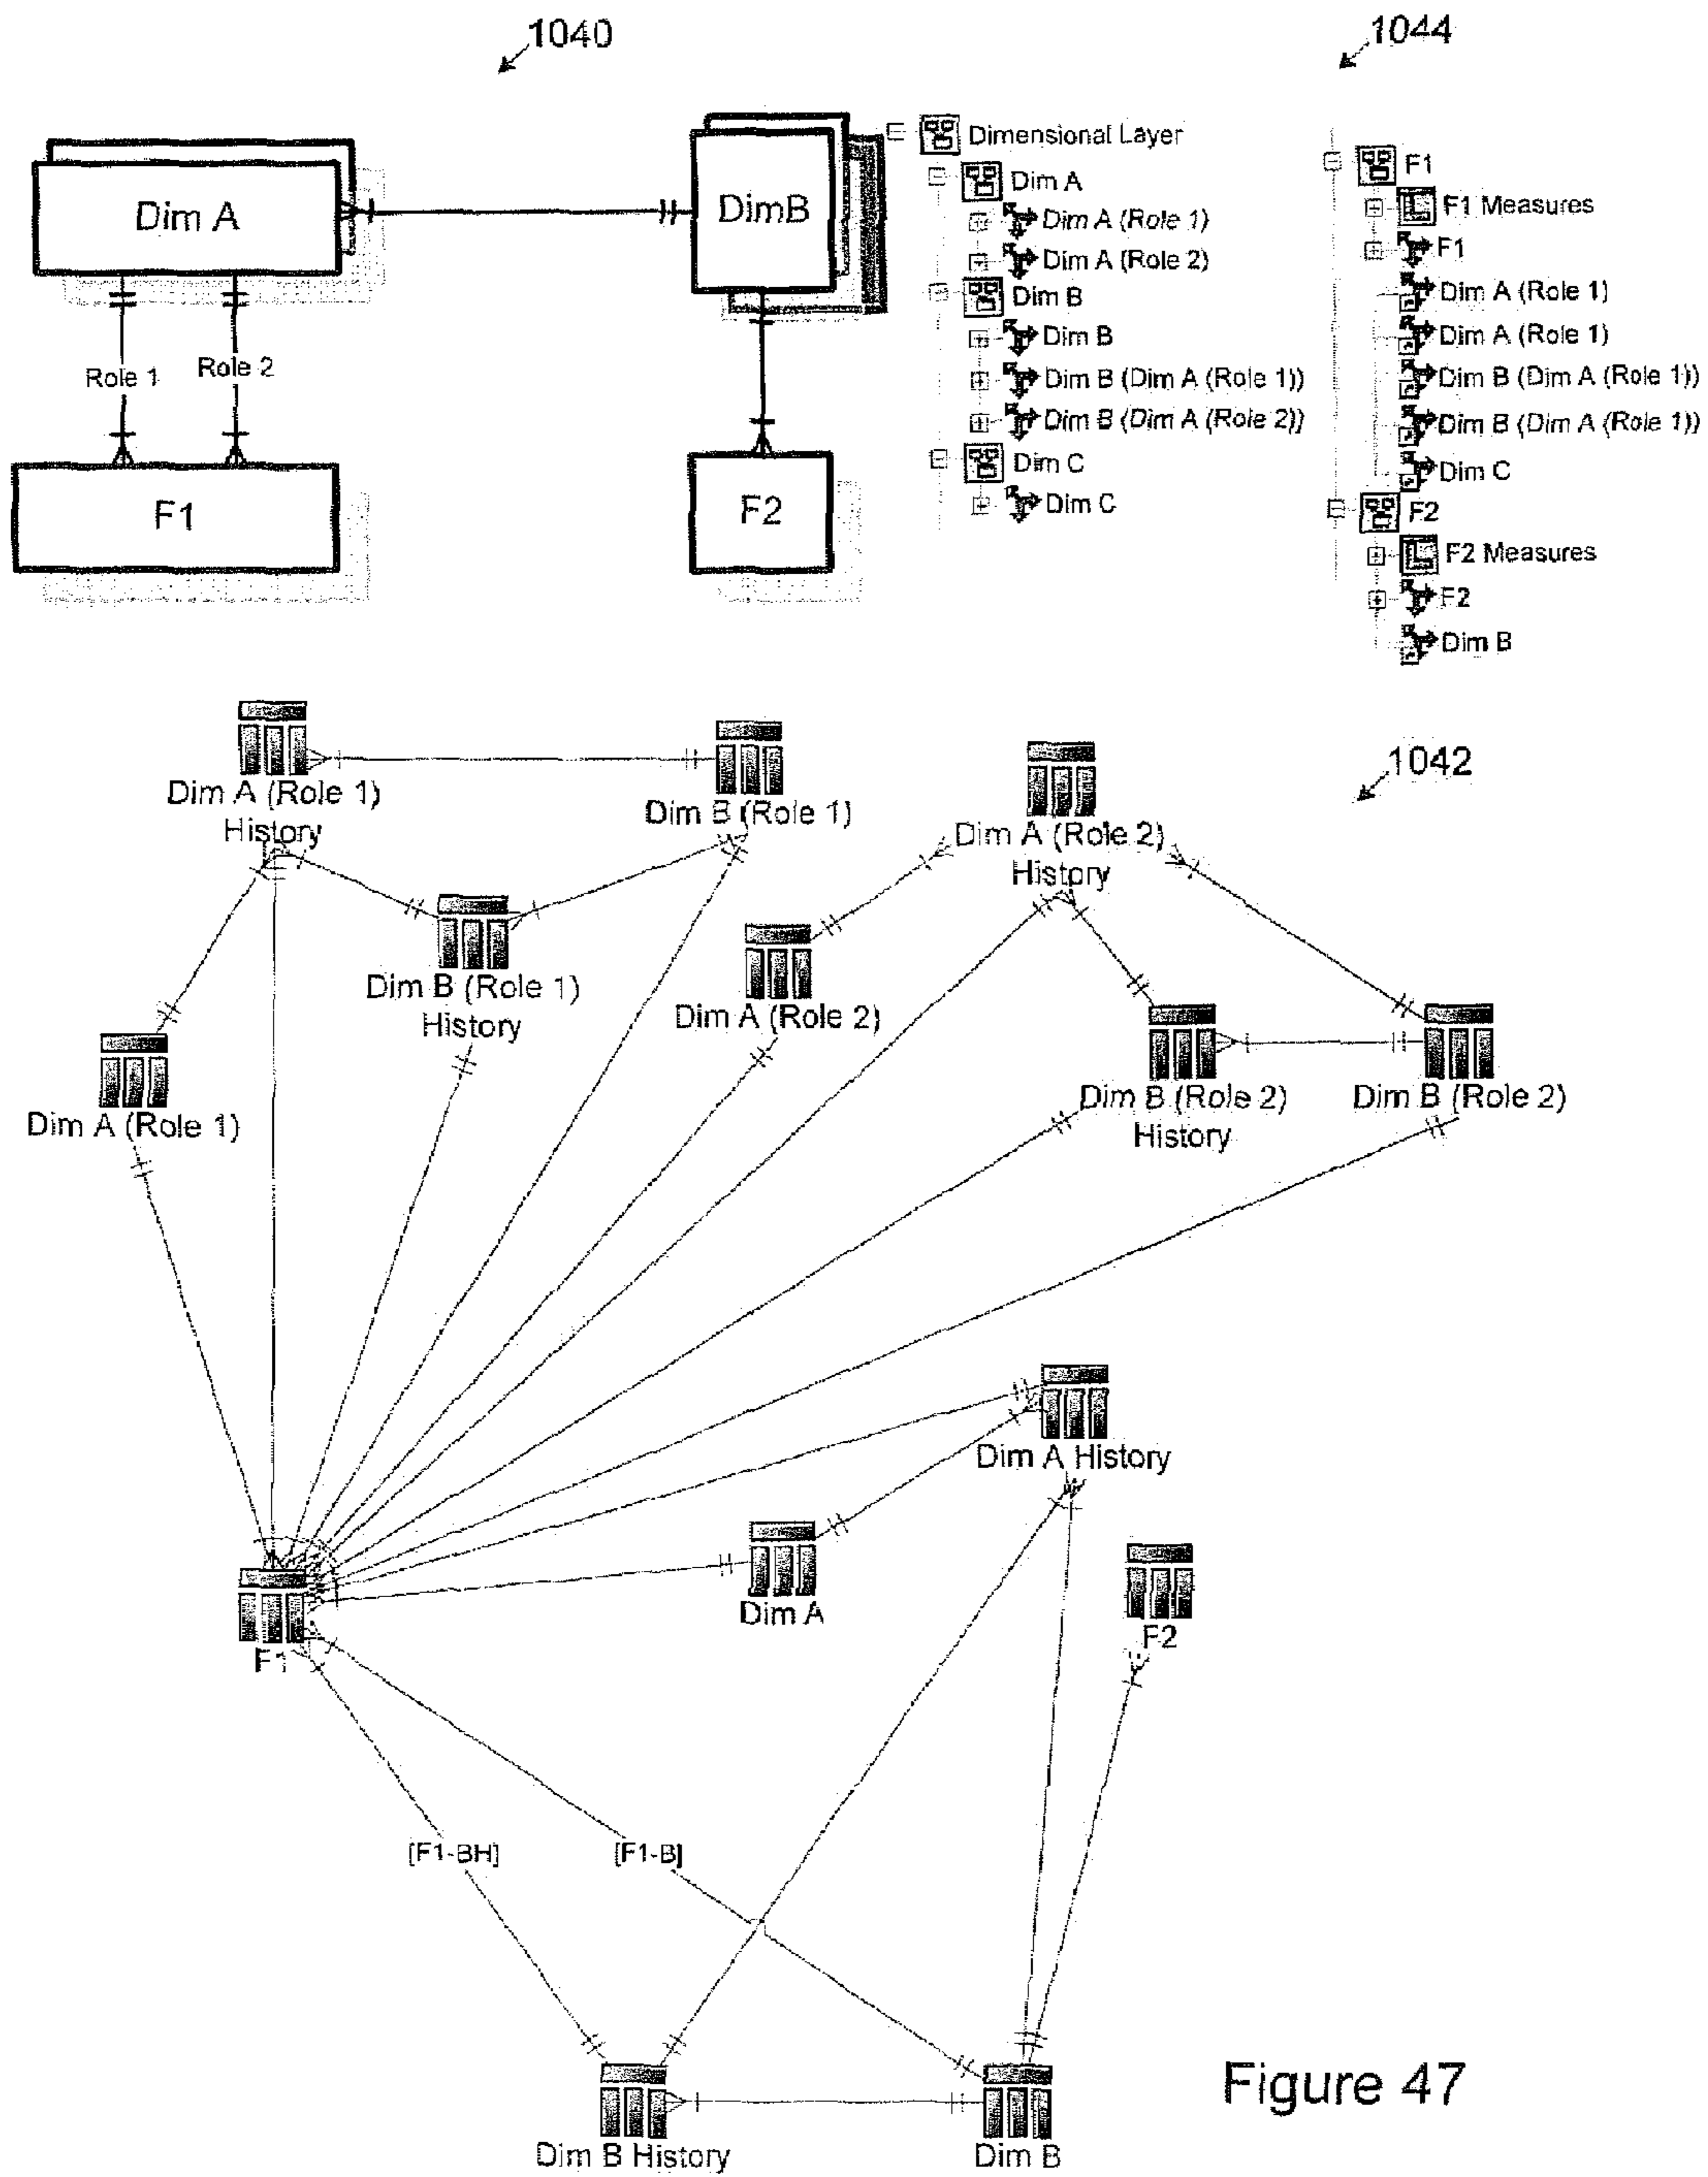 1040
1044
Dim A
DimB
Role 1
Role 2
F1
F2
Dimensional Layer
Dim A
Dim A (Role 1)
Dim A (Role 2)
Dim B
Dim B
Dim B (Dim A (Role 1))
Dim B (Dim A (Role 2))
Dim C
Dim C
F1
F1 Measures
F1
Dim A (Role 1)
Dim A (Role 1)
Dim B (Dim A (Role 1))
Dim B (Dim A (Role 1))
Dim C
F2
F2 Measures
F2
Dim B
1042
Dim A (Role 1)
History
Dim B (Role 1)
Dim A (Role 2)
History
Dim B (Role 1)
History
Dim A (Role 2)
Dim A (Role 1)
Dim B (Role 2)
History
Dim B (Role 2)
Dim A History
Dim A
F2
F1
[F1-BH]
[F1-B]
Dim B History
Dim B
Figure 47